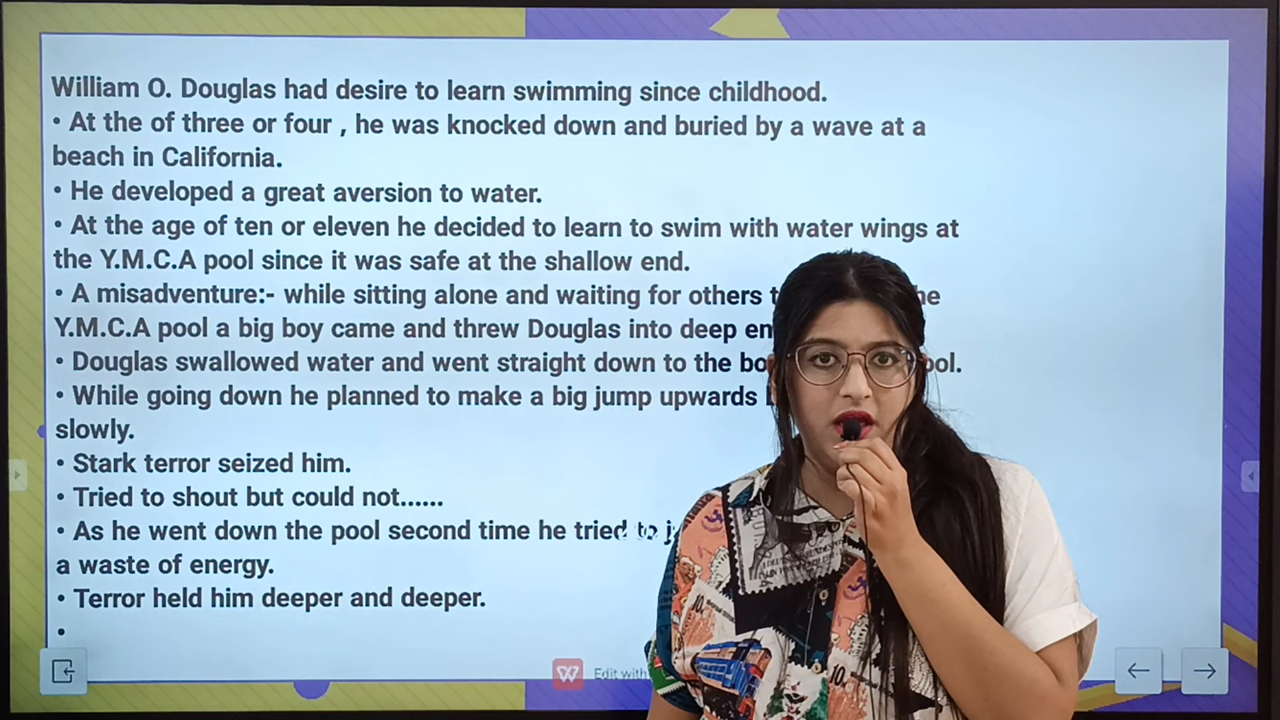 William O. Douglas had desire to learn swimming since childhood.
• At the of three or four , he was knocked down and buried by a wave at a
beach in California.
• He developed a great aversion to water.
• At the age of ten or eleven he decided to learn to swim with water wings at
the Y.M.C.A pool since it was safe at the shallow end.
• A misadventure:- while sitting alone and waiting for others
Y.M.C.A pool a big boy came and threw Douglas into deep
• Douglas swallowed water and went straight down to the
• While going down he planned to make a big jump upwards
slowly.
• Stark terror seized him.
• Tried to shout but could not......
• As he went down the pool second time he tried to
a waste of energy.
• Terror held him deeper and deeper.
•
Edit with